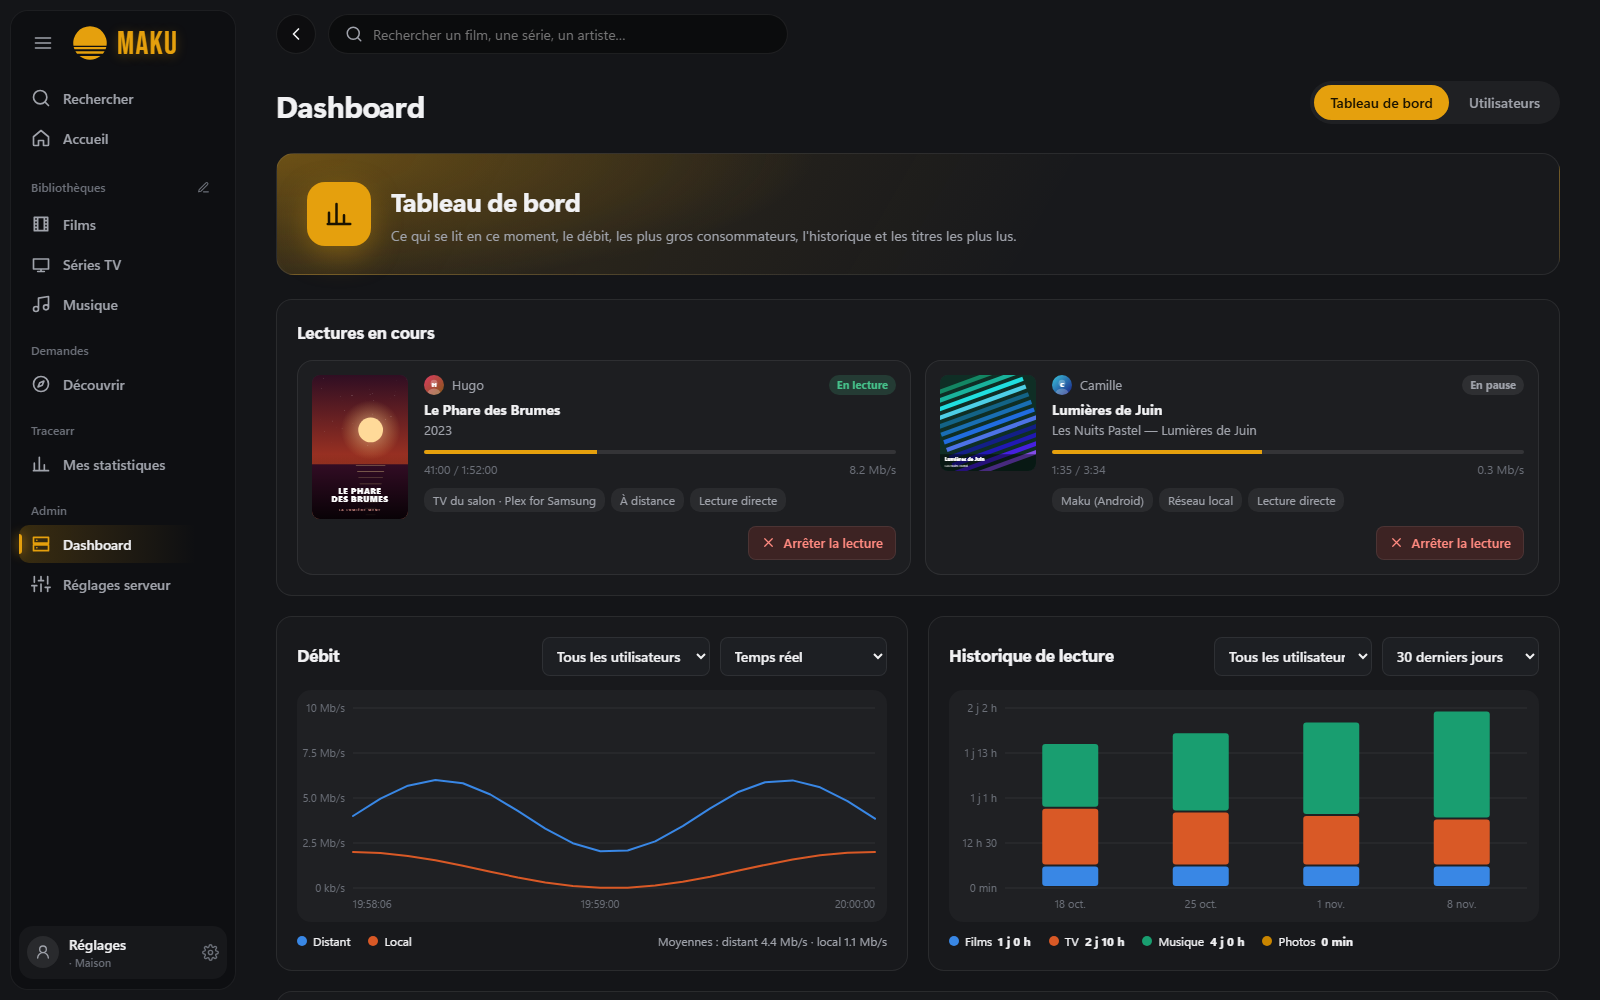 MAKU
Rechercher
Accueil
Bibliothèques
Films
Séries TV
Musique
Demandes
Découvrir
Tracearr
Mes statistiques
Admin
Dashboard
Réglages serveur
Réglages
· Maison
Rechercher un film, une série, un artiste...
Dashboard
Tableau de bord
Utilisateurs
Tableau de bord
Ce qui se lit en ce moment, le débit, les plus gros consommateurs, l'historique et les titres les plus lus.
Lectures en cours
LE PHARE
DES BRUMES
Hugo
En lecture
Le Phare des Brumes
2023
41:00 / 1:52:00
8.2 Mb/s
TV du salon · Plex for Samsung
À distance
Lecture directe
Arrêter la lecture
Lumières de Juin
Camille
En pause
Lumières de Juin
Les Nuits Pastel — Lumières de Juin
1:35 / 3:34
0.3 Mb/s
Maku (Android)
Réseau local
Lecture directe
Arrêter la lecture
Débit
Tous les utilisateurs
Temps réel
10 Mb/s
7.5 Mb/s
5.0 Mb/s
2.5 Mb/s
0 kb/s
19:58:06
19:59:00
20:00:00
Distant
Local
Moyennes : distant 4.4 Mb/s · local 1.1 Mb/s
Historique de lecture
Tous les utilisateur
30 derniers jours
2 j 2 h
1 j 13 h
1 j 1 h
12 h 30
0 min
18 oct.
25 oct.
1 nov.
8 nov.
Films 1 j 0 h
TV 2 j 10 h
Musique 4 j 0 h
Photos 0 min